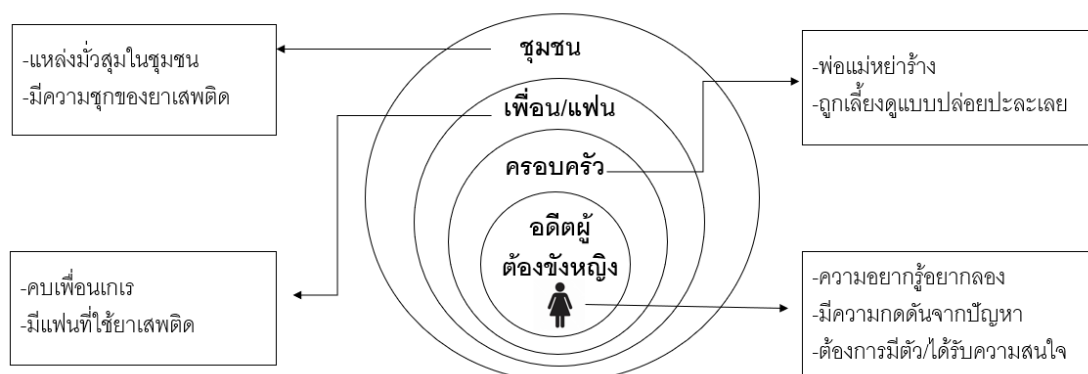 ชุมชน
-แหล่งมั่วสุมในชุมชน
-มีความชุกของยาเสพติด
-พ่อแม่หย่าร้าง
-ถูกเลี้ยงดูแบบปล่อยปะละเลย
เพื่อน/แฟน
ครอบครัว
อดีตผู้
ต้องขังหญิง
-คบเพื่อนเกเร
-มีแฟนที่ใช้ยาเสพติด
-ความอยากรู้อยากลอง
-มีความกดดันจากปัญหา
-ต้องการมีตัว/ได้รับความสนใจ